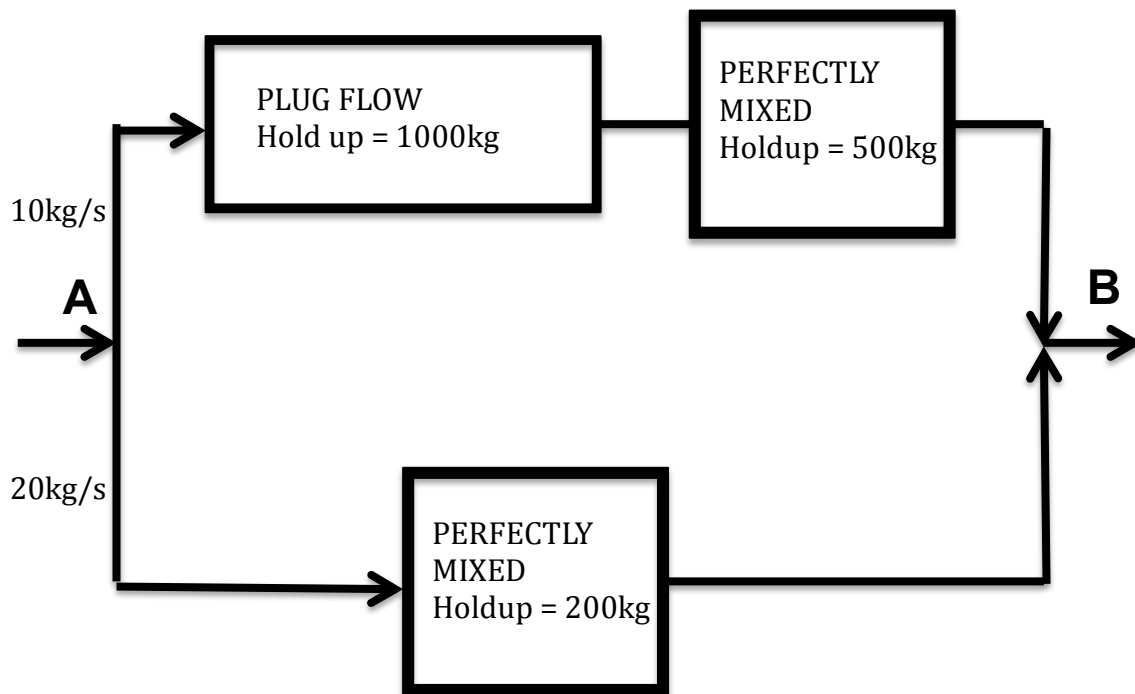 PLUG FLOW
Hold up = 1000kg
PERFECTLY
MIXED
Holdup = 500kg
10kg/s
A
B
20kg/s
PERFECTLY
MIXED
Holdup = 200kg